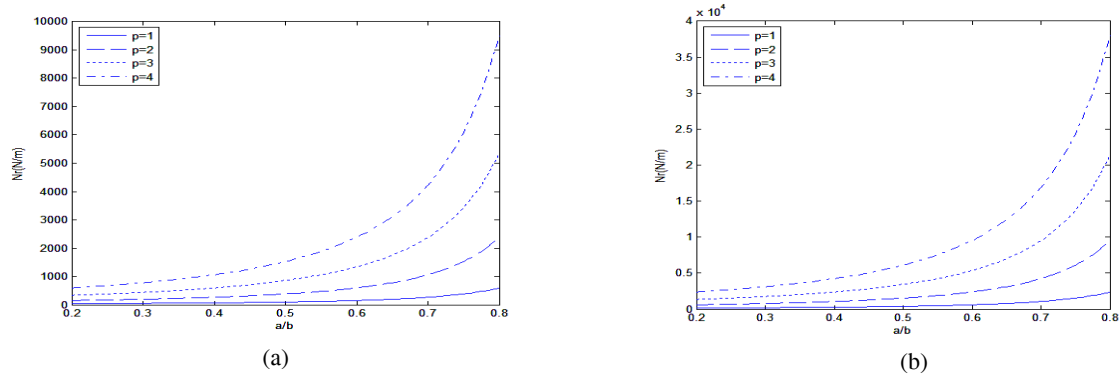 10000
9000
8000
7000
6000
5000
4000
3000
2000
1000
0
Nr(N/m)
p=1
p=2
p=3
p=4
0.2 0.3 0.4 0.5 0.6 0.7 0.8
a/b
(a)
x 10^4
4
3.5
3
2.5
2
1.5
1
0.5
0
Nr(N/m)
p=1
p=2
p=3
p=4
0.2 0.3 0.4 0.5 0.6 0.7 0.8
a/b
(b)